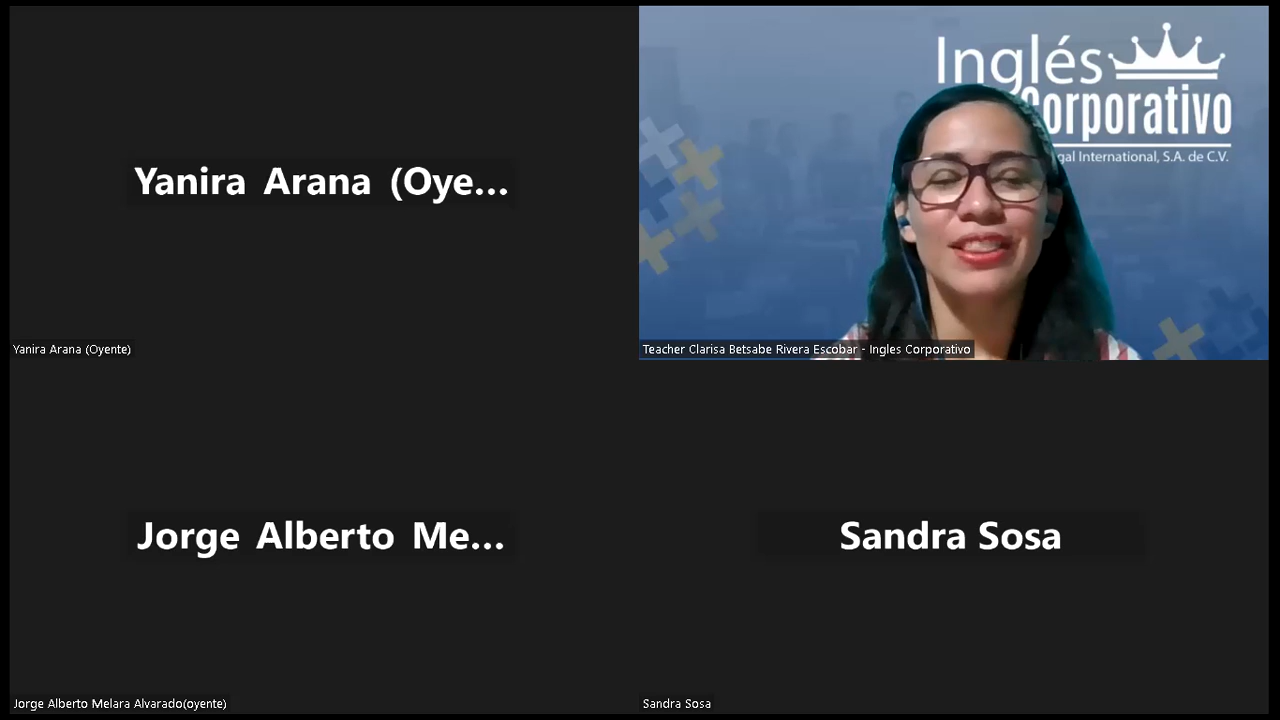 Yanira Arana (Oye...
Yanira Arana (Oyente)
Inglés
Corporativo
gal International, S.A. de C.V.
Teacher Clarisa Betsabe Rivera Escobar - Ingles Corporativo
Jorge Alberto Me...
Jorge Alberto Melara Alvarado(oyente)
Sandra Sosa
Sandra Sosa